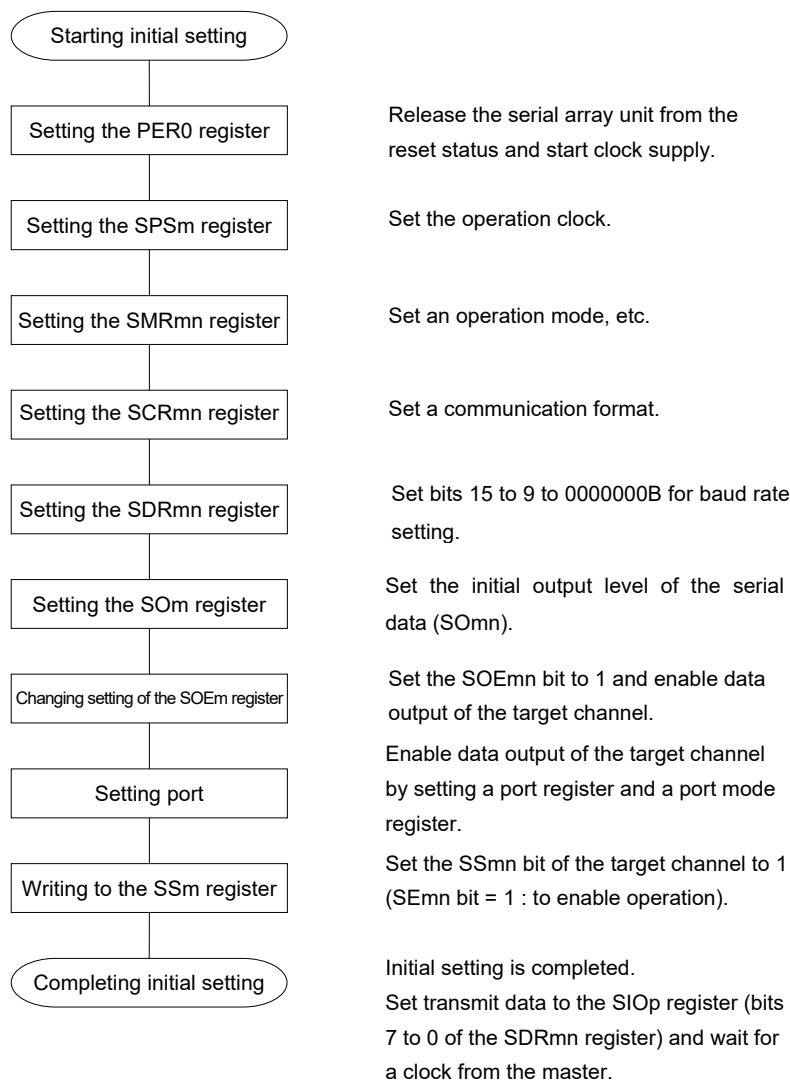 Starting initial setting
Setting the PER0 register
Release the serial array unit from the
reset status and start clock supply.
Setting the SPSm register
Set the operation clock.
Setting the SMRmn register
Set an operation mode, etc.
Setting the SCRmn register
Set a communication format.
Setting the SDRmn register
Set bits 15 to 9 to 0000000B for baud rate
setting.
Setting the SOm register
Set the initial output level of the serial
data (SOmn).
Changing setting of the SOEm register
Set the SOEmn bit to 1 and enable data
output of the target channel.
Setting port
Enable data output of the target channel
by setting a port register and a port mode
register.
Writing to the SSm register
Set the SSmn bit of the target channel to 1
(SEmn bit = 1 : to enable operation).
Completing initial setting
Initial setting is completed.
Set transmit data to the SIOp register (bits
7 to 0 of the SDRmn register) and wait for
a clock from the master.